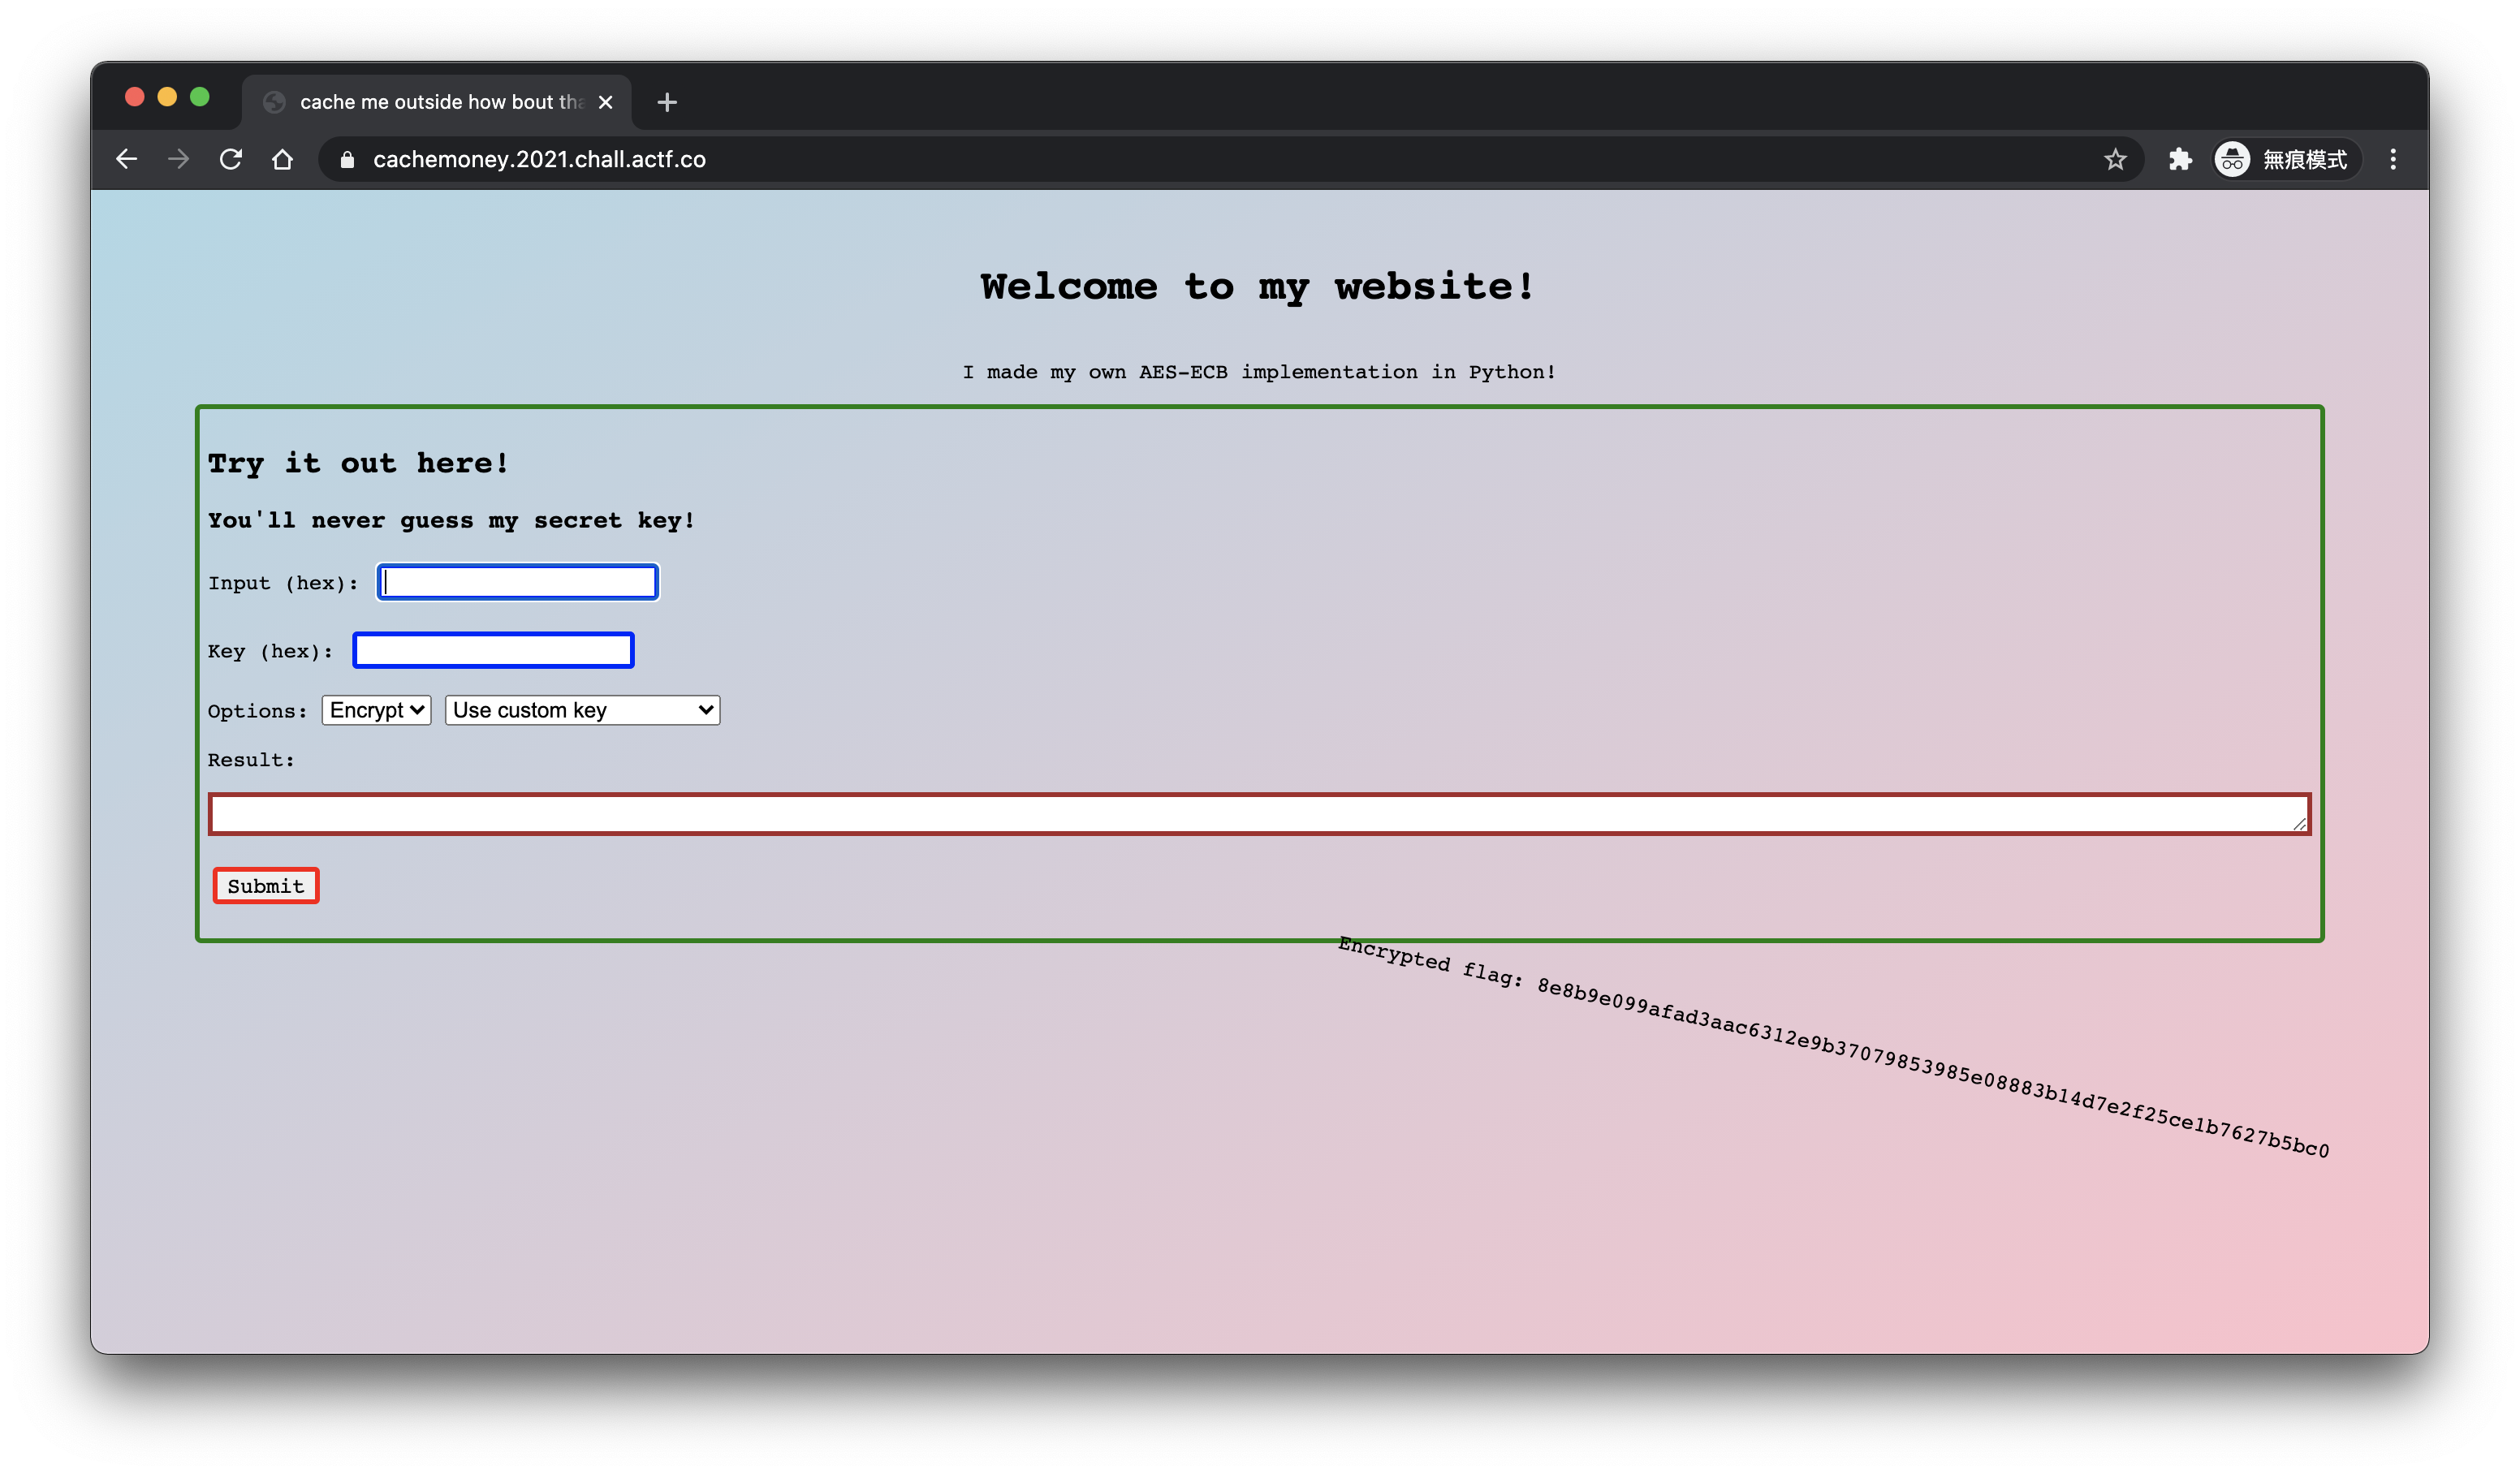 cache me outside how bout tha
cachemoney.2021.chall.actf.co
無痕模式
Welcome to my website!
I made my own AES-ECB implementation in Python!
Try it out here!
You'll never guess my secret key!
Input (hex):
Key (hex):
Options: Encrypt Use custom key
Result:
Submit
Encrypted flag: 8e8b9e099afad3aac6312e9b3707985398​5e08883b14d7e2f25ce1b7627b5bc0